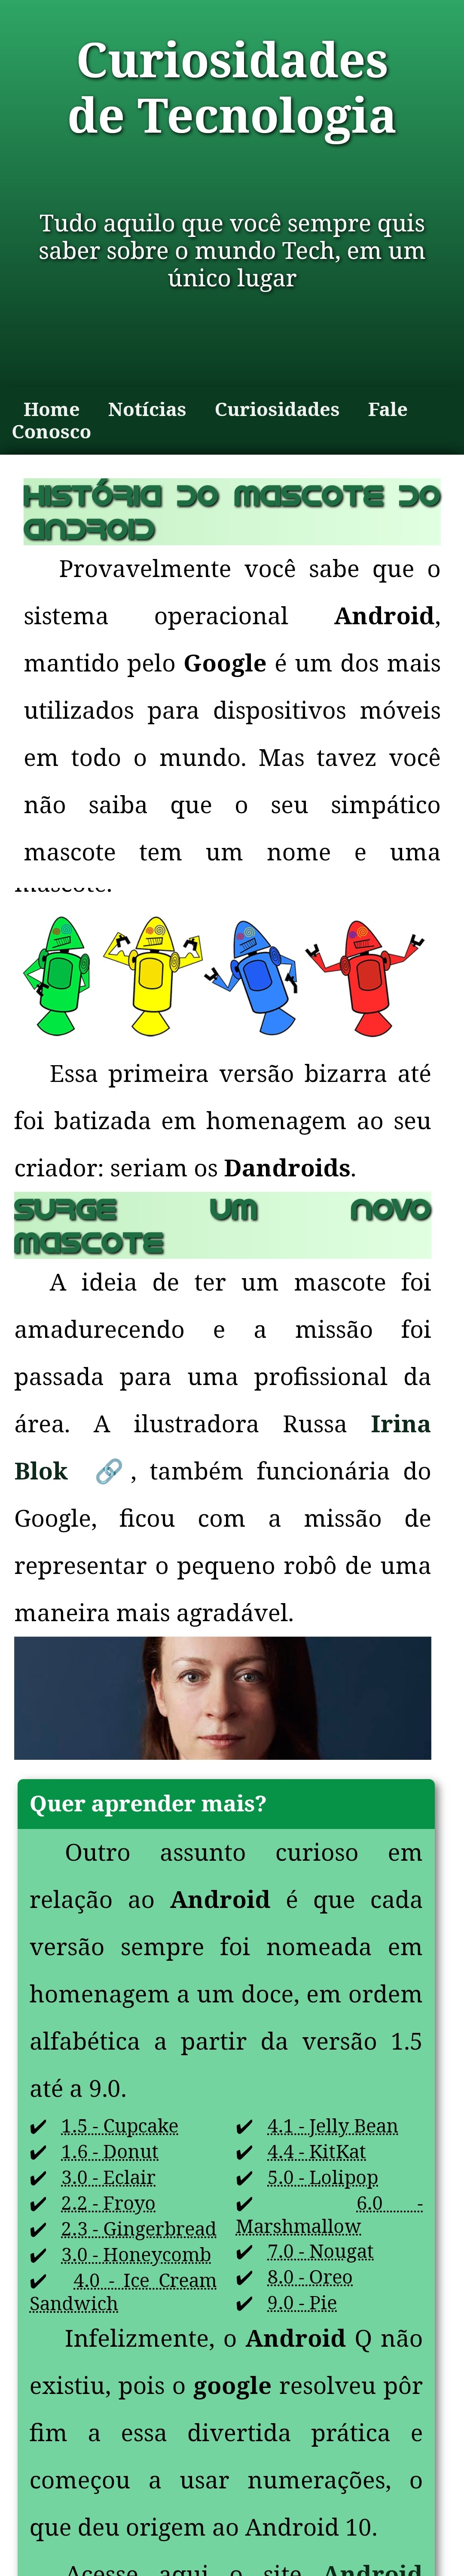 Curiosidades
de Tecnologia
Tudo aquilo que você sempre quis
saber sobre o mundo Tech, em um
único lugar
Home Notícias Curiosidades Fale
Conosco
História do mascote do
Android
Provavelmente você sabe que o
sistema operacional Android,
mantido pelo Google é um dos mais
utilizados para dispositivos móveis
em todo o mundo. Mas tavez você
não saiba que o seu simpático
mascote tem um nome e uma
mascote.
Essa primeira versão bizarra até
foi batizada em homenagem ao seu
criador: seriam os Dandroids.
Surge um novo
mascote
A ideia de ter um mascote foi
amadurecendo e a missão foi
passada para uma profissional da
área. A ilustradora Russa Irina
Blok 🔗, também funcionária do
Google, ficou com a missão de
representar o pequeno robô de uma
maneira mais agradável.
Quer aprender mais?
Outro assunto curioso em
relação ao Android é que cada
versão sempre foi nomeada em
homenagem a um doce, em ordem
alfabética a partir da versão 1.5
até a 9.0.
✔ 1.5 - Cupcake
✔ 1.6 - Donut
✔ 3.0 - Eclair
✔ 2.2 - Froyo
✔ 2.3 - Gingerbread
✔ 3.0 - Honeycomb
✔ 4.0 - Ice Cream
Sandwich
✔ 4.1 - Jelly Bean
✔ 4.4 - KitKat
✔ 5.0 - Lolipop
✔ 6.0 -
Marshmallow
✔ 7.0 - Nougat
✔ 8.0 - Oreo
✔ 9.0 - Pie
Infelizmente, o Android Q não
existiu, pois o google resolveu pôr
fim a essa divertida prática e
começou a usar numerações, o
que deu origem ao Android 10.
Acesse aqui o site Android